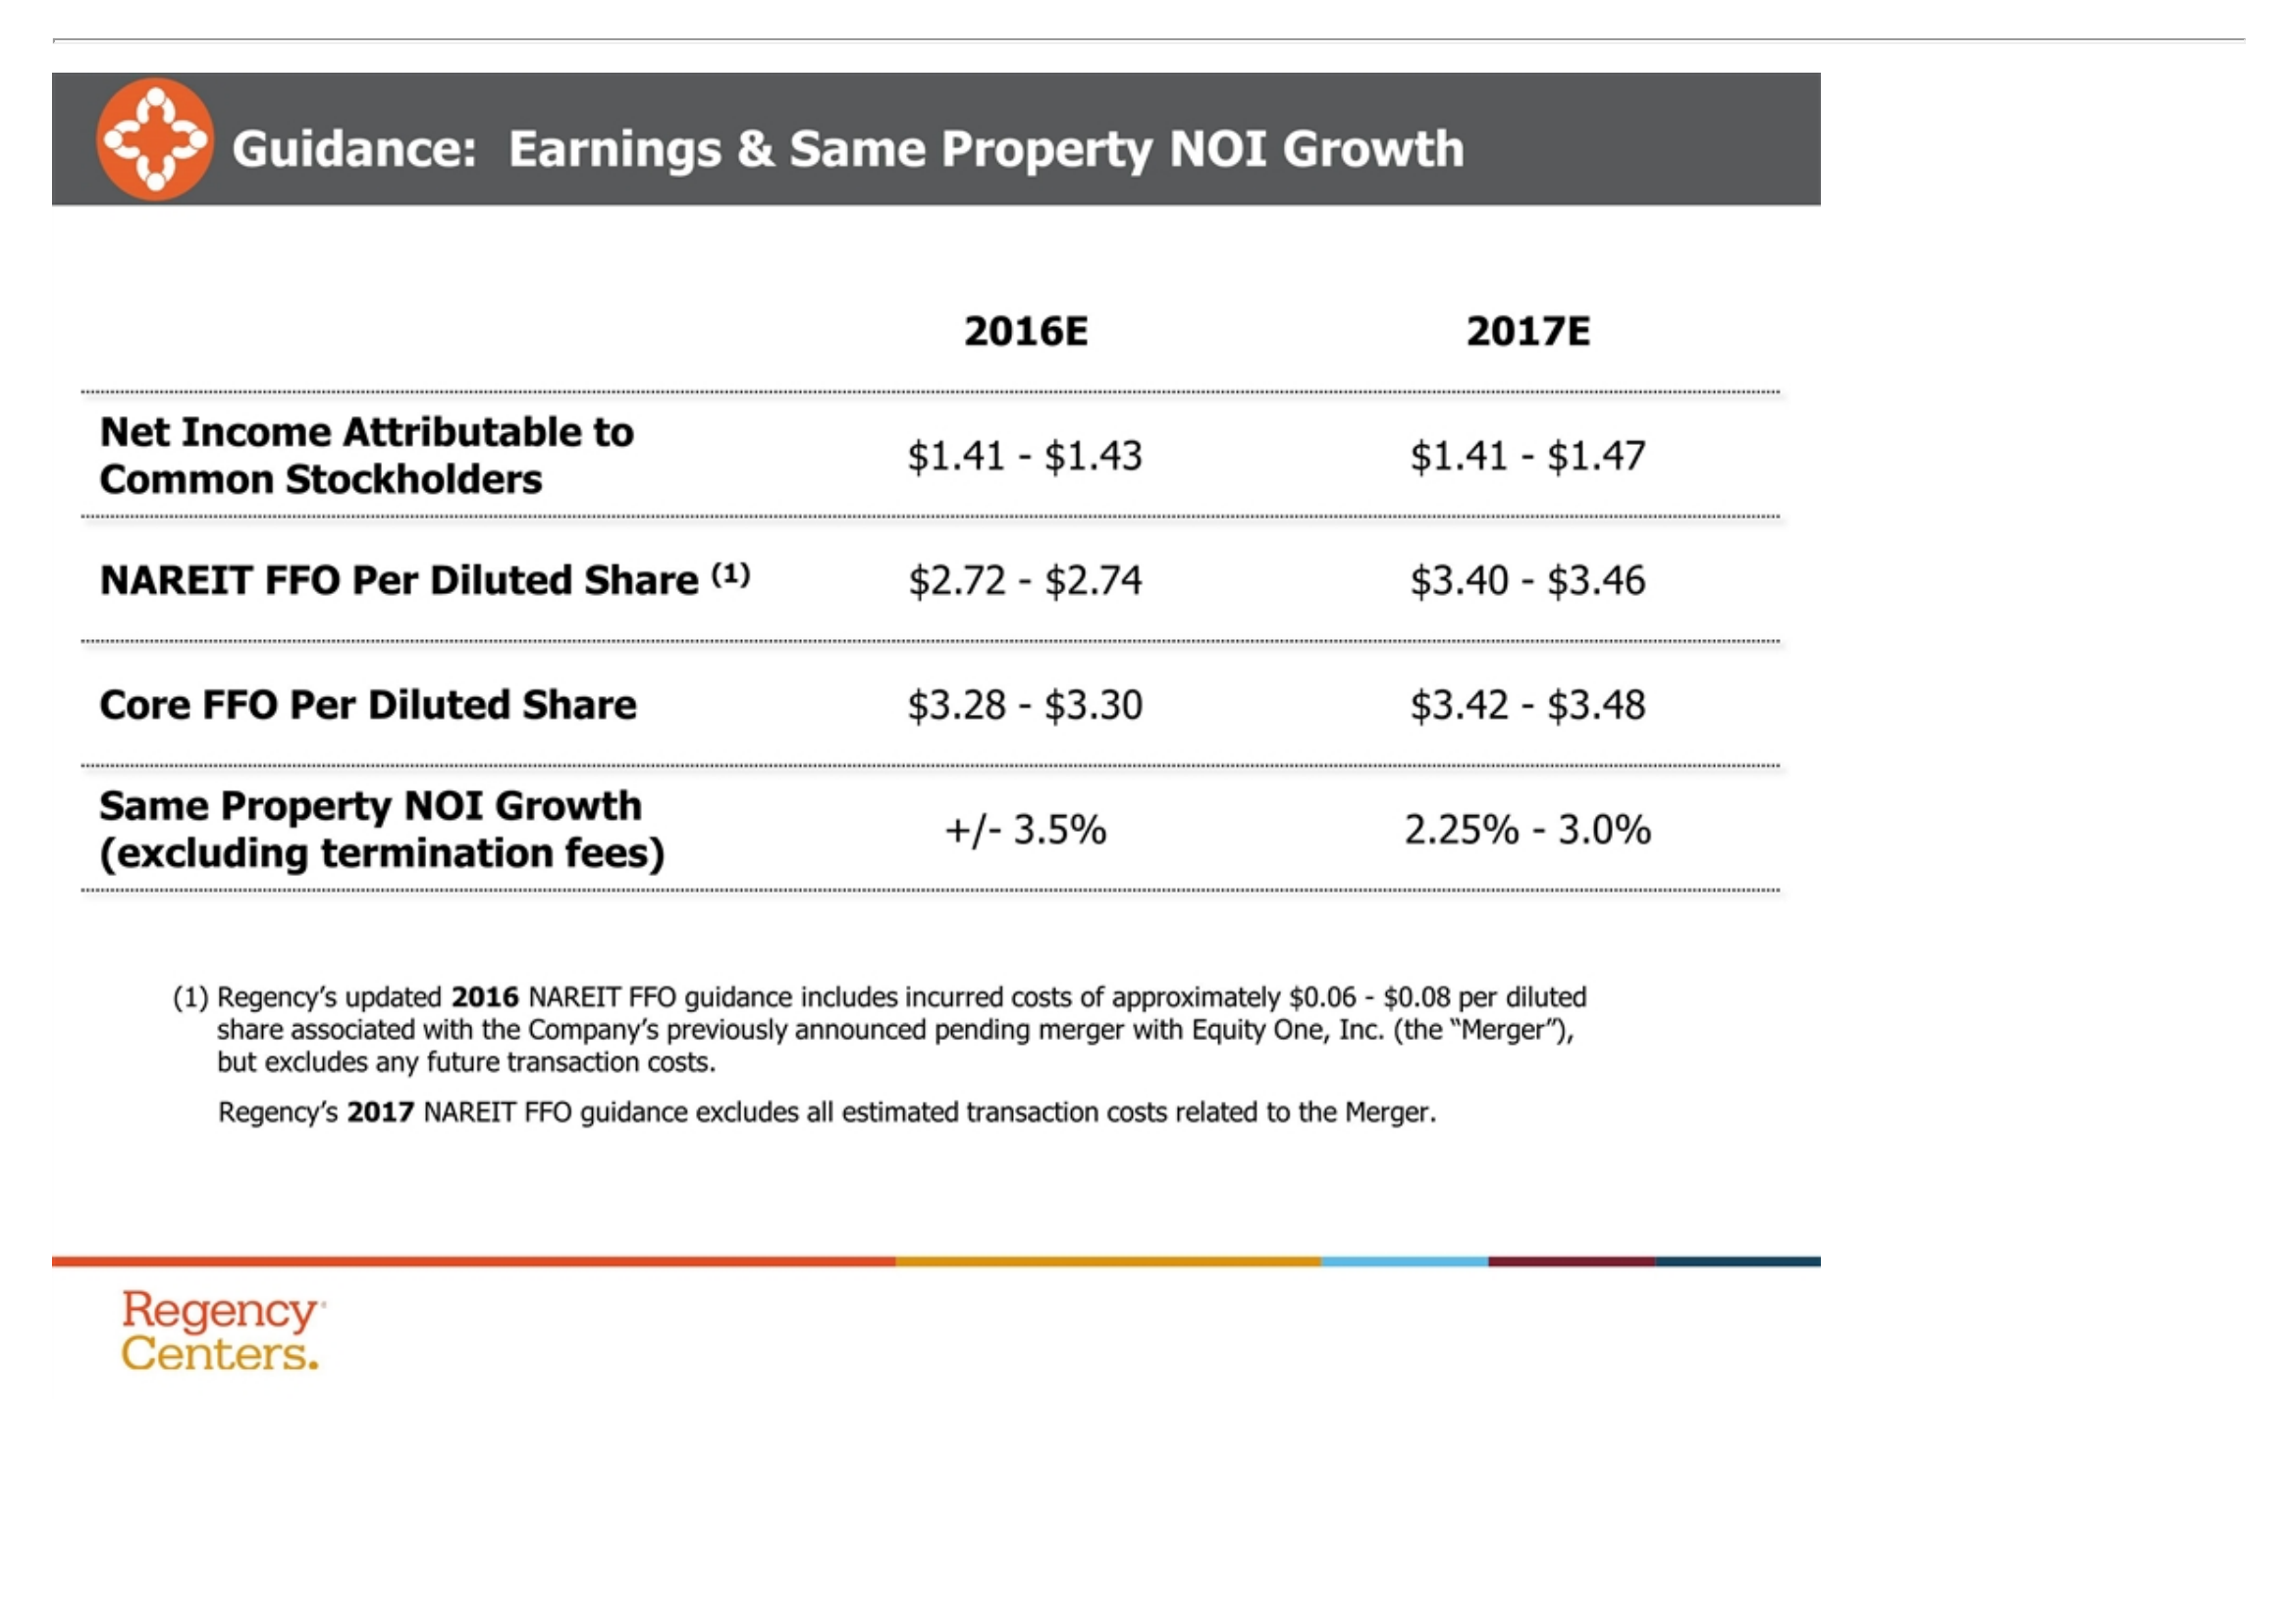 Guidance: Earnings & Same Property NOI Growth
2016E 2017E
Net Income Attributable to
Common Stockholders
$1.41 - $1.43 $1.41 - $1.47
NAREIT FFO Per Diluted Share (1) $2.72 - $2.74 $3.40 - $3.46
Core FFO Per Diluted Share $3.28 - $3.30 $3.42 - $3.48
Same Property NOI Growth
(excluding termination fees)
+/- 3.5% 2.25% - 3.0%
(1) Regency’s updated 2016 NAREIT FFO guidance includes incurred costs of approximately $0.06 - $0.08 per diluted
share associated with the Company’s previously announced pending merger with Equity One, Inc. (the “Merger”),
but excludes any future transaction costs.
Regency’s 2017 NAREIT FFO guidance excludes all estimated transaction costs related to the Merger.
Regency
Centers.